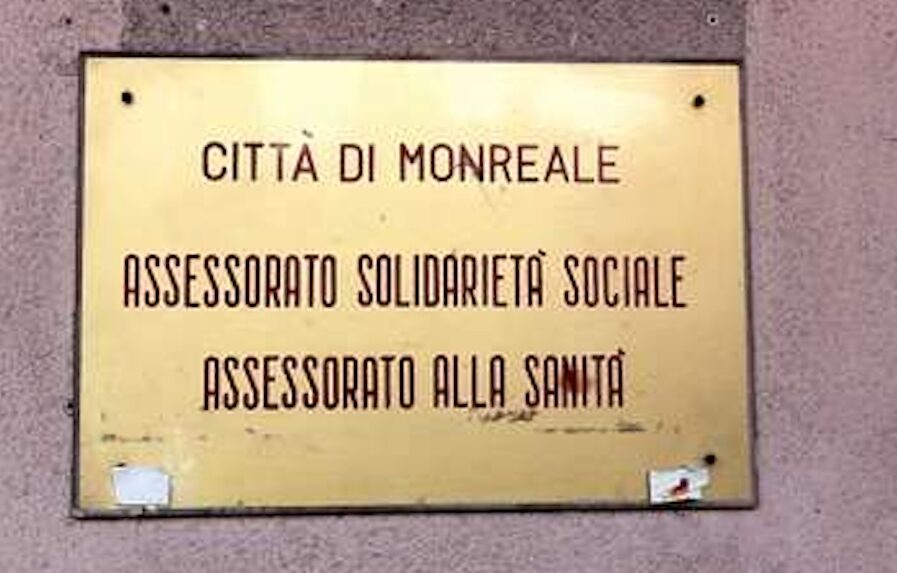 CITTÀ DI MONREALE
ASSESSORATO SOLIDARIETÀ SOCIALE
ASSESSORATO ALLA SANITÀ